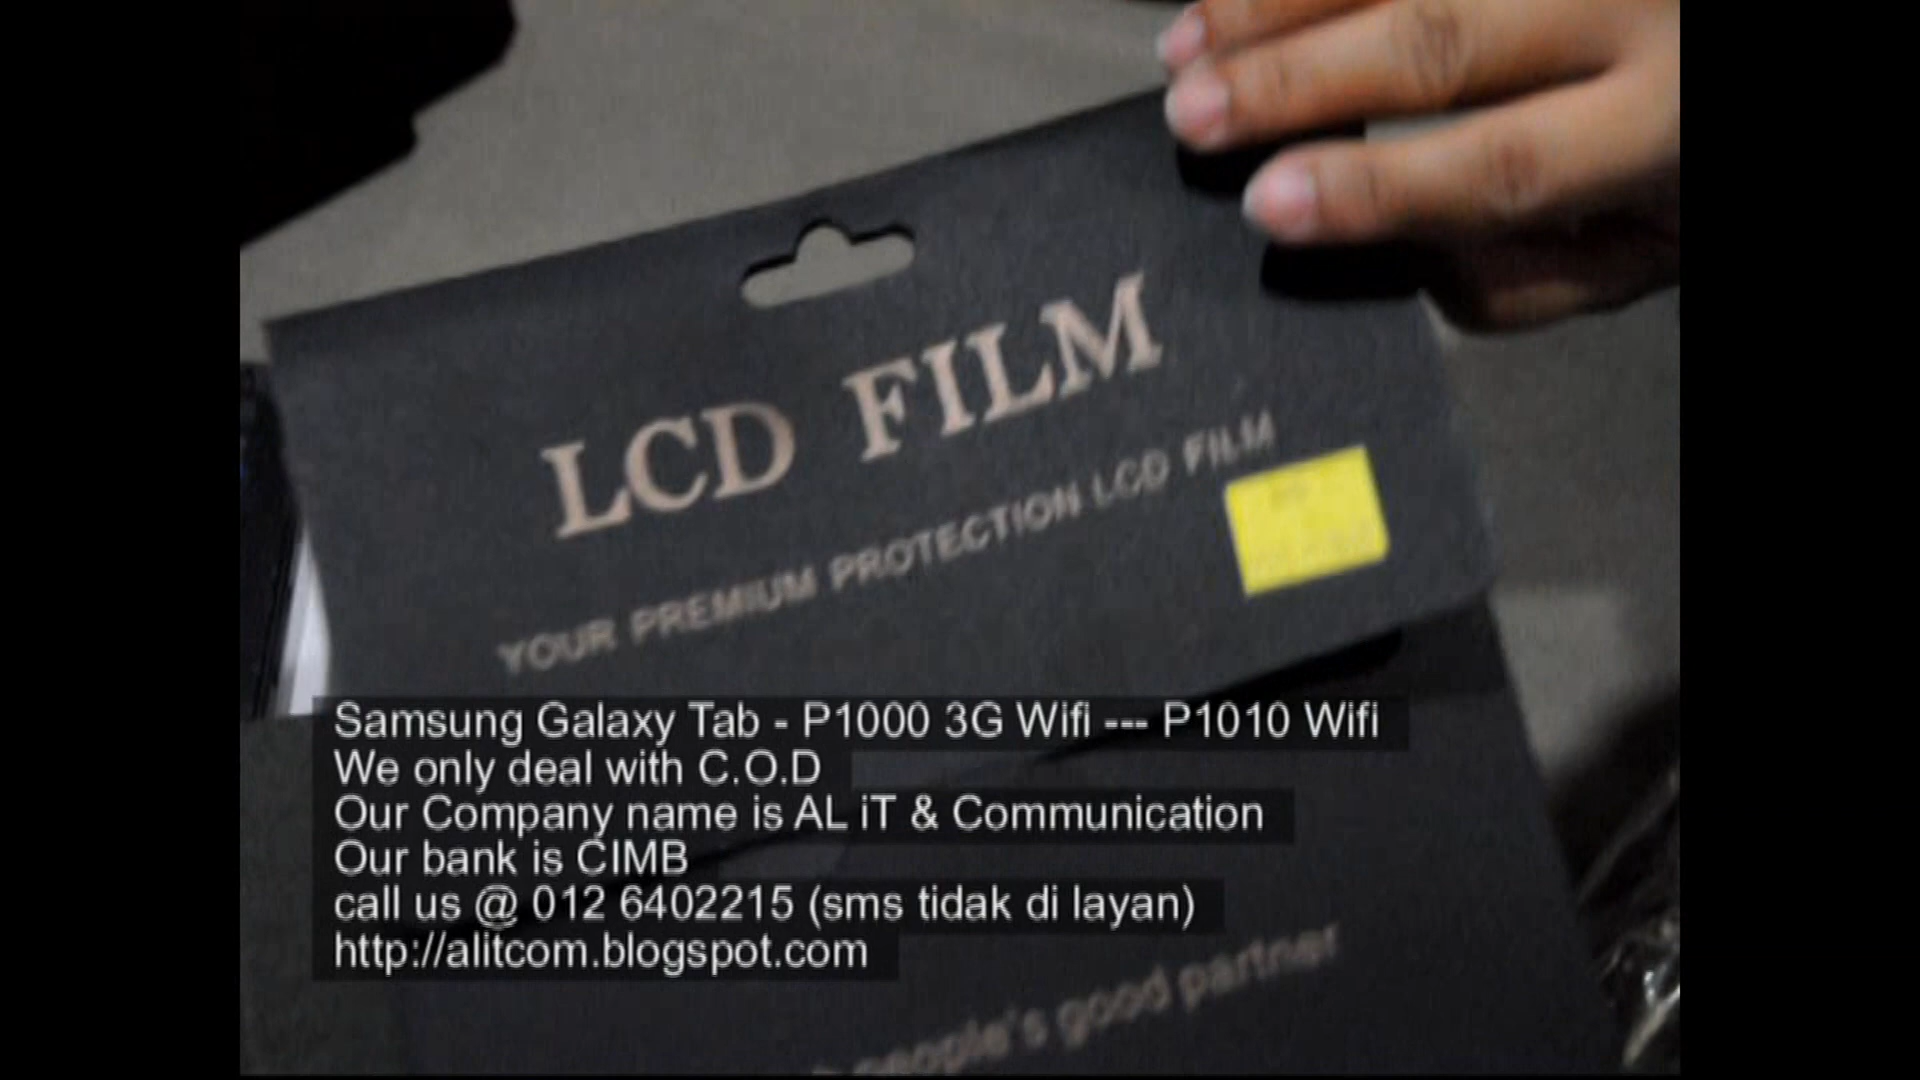 LCD FILM
YOUR PREMIUM PROTECTION LCD FILM
Samsung Galaxy Tab - P1000 3G Wifi --- P1010 Wifi
We only deal with C.O.D
Our Company name is AL iT & Communication
Our bank is CIMB
call us @ 012 6402215 (sms tidak di layan)
http://alitcom.blogspot.com
people's good partner